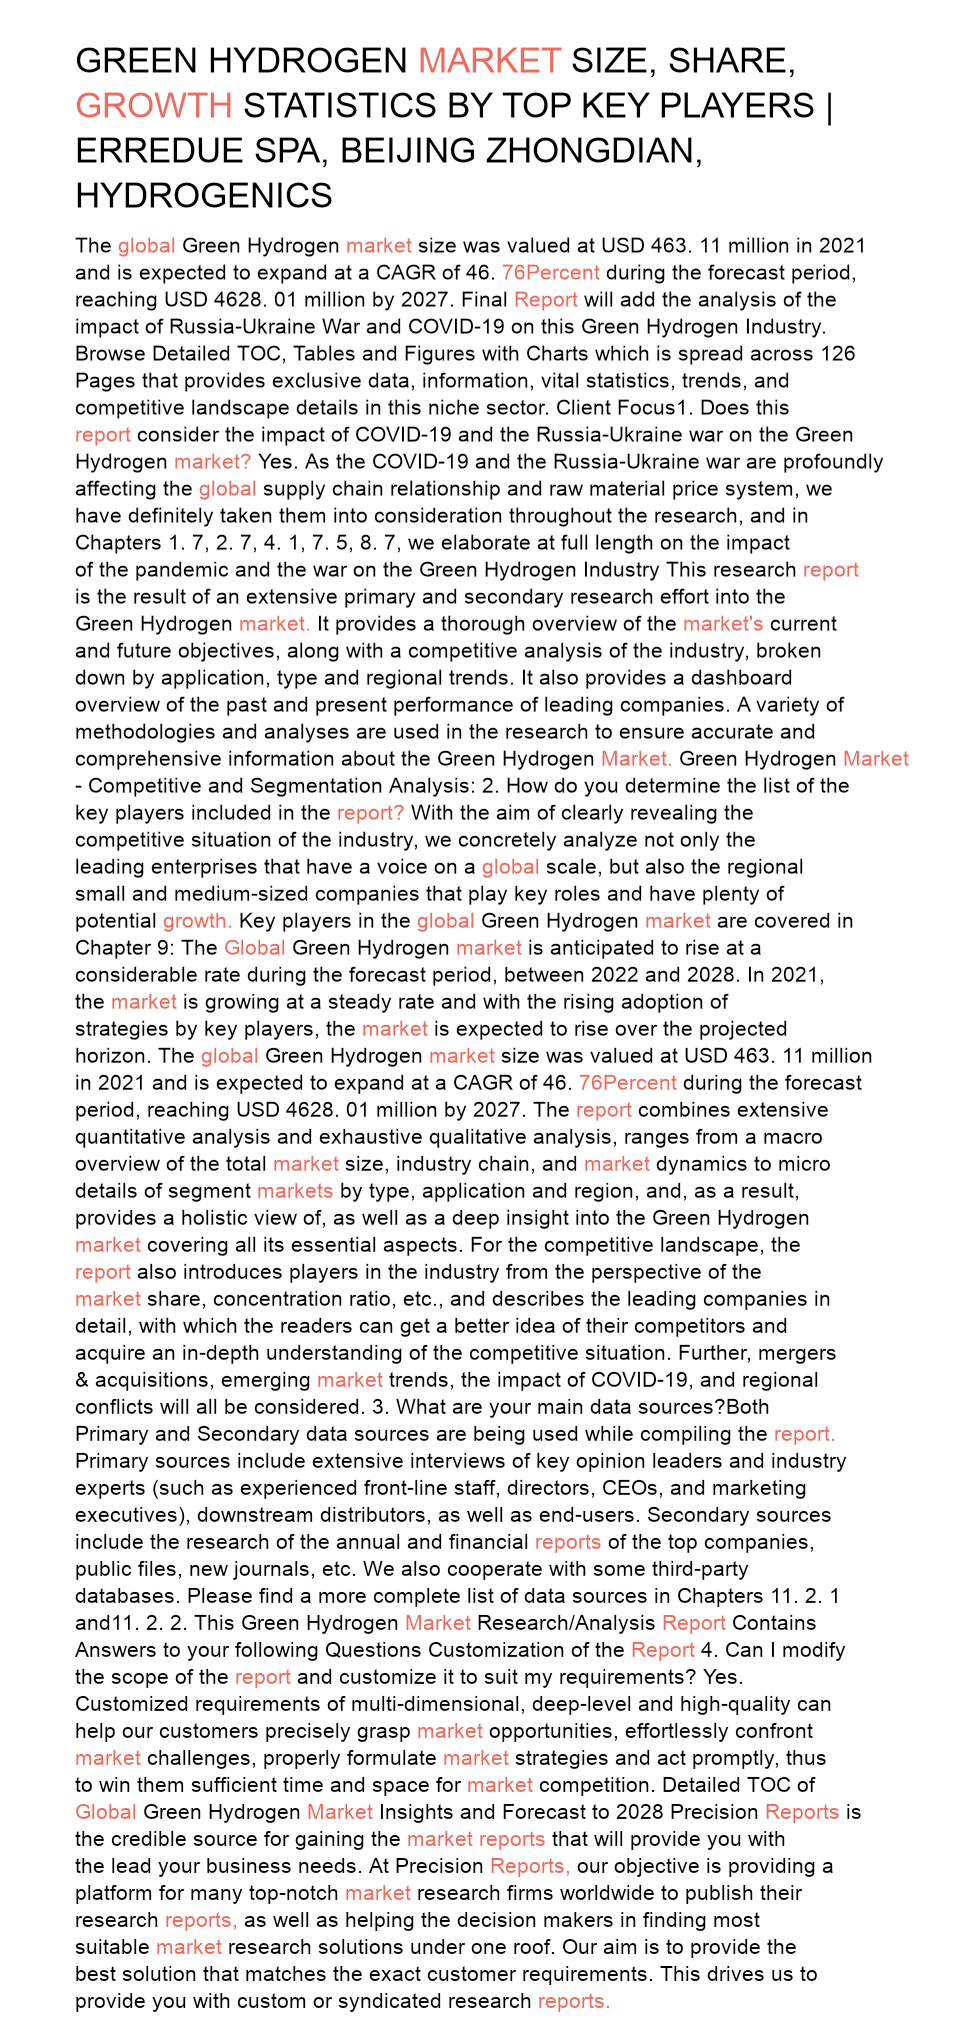 GREEN HYDROGEN MARKET SIZE, SHARE,
GROWTH STATISTICS BY TOP KEY PLAYERS |
ERREDUE SPA, BEIJING ZHONGDIAN,
HYDROGENICS
The global Green Hydrogen market size was valued at USD 463. 11 million in 2021
and is expected to expand at a CAGR of 46. 76Percent during the forecast period,
reaching USD 4628. 01 million by 2027. Final Report will add the analysis of the
impact of Russia-Ukraine War and COVID-19 on this Green Hydrogen Industry.
Browse Detailed TOC, Tables and Figures with Charts which is spread across 126
Pages that provides exclusive data, information, vital statistics, trends, and
competitive landscape details in this niche sector. Client Focus1. Does this
report consider the impact of COVID-19 and the Russia-Ukraine war on the Green
Hydrogen market? Yes. As the COVID-19 and the Russia-Ukraine war are profoundly
affecting the global supply chain relationship and raw material price system, we
have definitely taken them into consideration throughout the research, and in
Chapters 1. 7, 2. 7, 4. 1, 7. 5, 8. 7, we elaborate at full length on the impact
of the pandemic and the war on the Green Hydrogen Industry This research report
is the result of an extensive primary and secondary research effort into the
Green Hydrogen market. It provides a thorough overview of the market's current
and future objectives, along with a competitive analysis of the industry, broken
down by application, type and regional trends. It also provides a dashboard
overview of the past and present performance of leading companies. A variety of
methodologies and analyses are used in the research to ensure accurate and
comprehensive information about the Green Hydrogen Market. Green Hydrogen Market
- Competitive and Segmentation Analysis: 2. How do you determine the list of the
key players included in the report? With the aim of clearly revealing the
competitive situation of the industry, we concretely analyze not only the
leading enterprises that have a voice on a global scale, but also the regional
small and medium-sized companies that play key roles and have plenty of
potential growth. Key players in the global Green Hydrogen market are covered in
Chapter 9: The Global Green Hydrogen market is anticipated to rise at a
considerable rate during the forecast period, between 2022 and 2028. In 2021,
the market is growing at a steady rate and with the rising adoption of
strategies by key players, the market is expected to rise over the projected
horizon. The global Green Hydrogen market size was valued at USD 463. 11 million
in 2021 and is expected to expand at a CAGR of 46. 76Percent during the forecast
period, reaching USD 4628. 01 million by 2027. The report combines extensive
quantitative analysis and exhaustive qualitative analysis, ranges from a macro
overview of the total market size, industry chain, and market dynamics to micro
details of segment markets by type, application and region, and, as a result,
provides a holistic view of, as well as a deep insight into the Green Hydrogen
market covering all its essential aspects. For the competitive landscape, the
report also introduces players in the industry from the perspective of the
market share, concentration ratio, etc., and describes the leading companies in
detail, with which the readers can get a better idea of their competitors and
acquire an in-depth understanding of the competitive situation. Further, mergers
& acquisitions, emerging market trends, the impact of COVID-19, and regional
conflicts will all be considered. 3. What are your main data sources?Both
Primary and Secondary data sources are being used while compiling the report.
Primary sources include extensive interviews of key opinion leaders and industry
experts (such as experienced front-line staff, directors, CEOs, and marketing
executives), downstream distributors, as well as end-users. Secondary sources
include the research of the annual and financial reports of the top companies,
public files, new journals, etc. We also cooperate with some third-party
databases. Please find a more complete list of data sources in Chapters 11. 2. 1
and11. 2. 2. This Green Hydrogen Market Research/Analysis Report Contains
Answers to your following Questions Customization of the Report 4. Can I modify
the scope of the report and customize it to suit my requirements? Yes.
Customized requirements of multi-dimensional, deep-level and high-quality can
help our customers precisely grasp market opportunities, effortlessly confront
market challenges, properly formulate market strategies and act promptly, thus
to win them sufficient time and space for market competition. Detailed TOC of
Global Green Hydrogen Market Insights and Forecast to 2028 Precision Reports is
the credible source for gaining the market reports that will provide you with
the lead your business needs. At Precision Reports, our objective is providing a
platform for many top-notch market research firms worldwide to publish their
research reports, as well as helping the decision makers in finding most
suitable market research solutions under one roof. Our aim is to provide the
best solution that matches the exact customer requirements. This drives us to
provide you with custom or syndicated research reports.